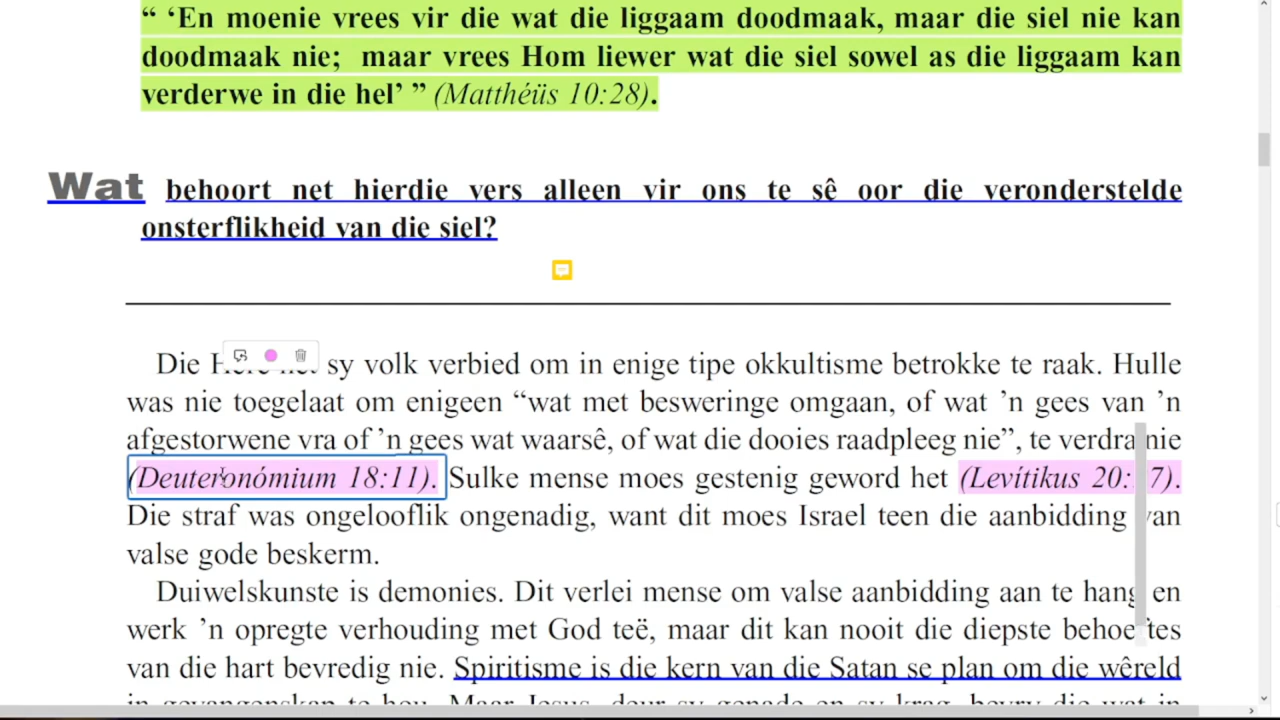 “ ‘En moenie vrees vir die wat die liggaam doodmaak, maar die siel nie kan
doodmaak nie; maar vrees Hom liewer wat die siel sowel as die liggaam kan
verderwe in die hel’ ” (Matthéüs 10:28).
Wat behoort net hierdie vers alleen vir ons te sê oor die veronderstelde
onsterflikheid van die siel?
Die sy volk verbied om in enige tipe okkultisme betrokke te raak. Hulle
was nie toegelaat om enigeen “wat met besweringe omgaan, of wat ’n gees van ’n
afgestorwene vra of ’n gees wat waarsê, of wat die dooies raadpleeg nie”, te verdra nie
(Deuteronómium 18:11). Sulke mense moes gestenig geword het (Levítikus 20: 7).
Die straf was ongelooflik ongenadig, want dit moes Israel teen die aanbidding van
valse gode beskerm.
Duiwelskunste is demonies. Dit verlei mense om valse aanbidding aan te hang en
werk ’n opregte verhouding met God teë, maar dit kan nooit die diepste behoeftes
van die hart bevredig nie. Spiritisme is die kern van die Satan se plan om die wêreld